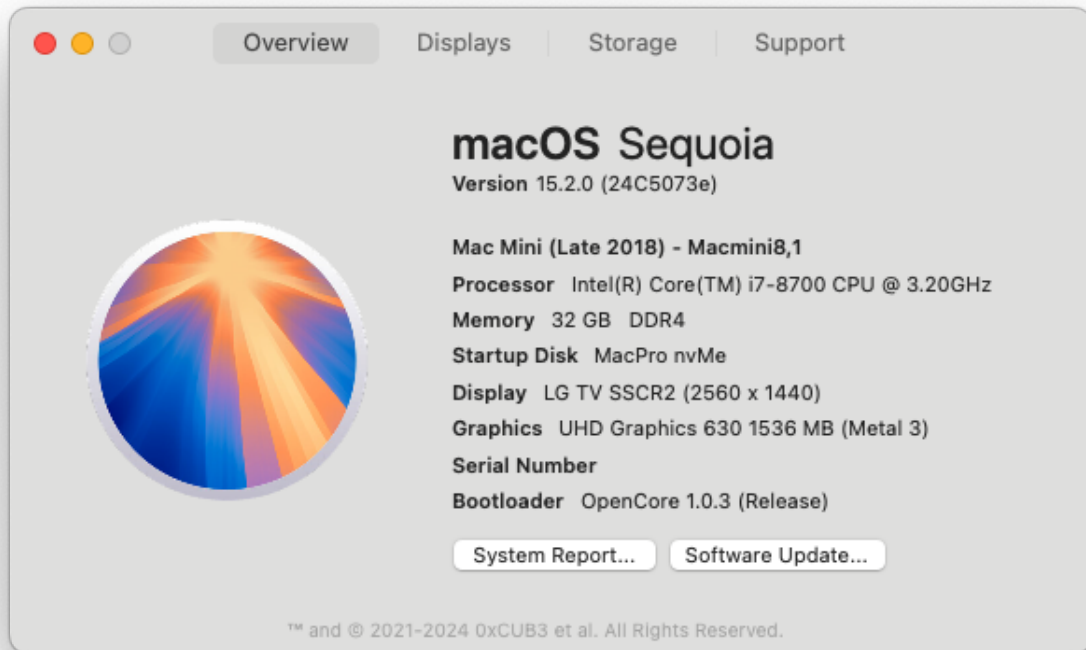 Overview Displays Storage Support
macOS Sequoia
Version 15.2.0 (24C5073e)
Mac Mini (Late 2018) - Macmini8,1
Processor Intel(R) Core(TM) i7-8700 CPU @ 3.20GHz
Memory 32 GB DDR4
Startup Disk MacPro nvMe
Display LG TV SSCR2 (2560 x 1440)
Graphics UHD Graphics 630 1536 MB (Metal 3)
Serial Number
Bootloader OpenCore 1.0.3 (Release)
System Report... Software Update...
™ and © 2021-2024 0xCUB3 et al. All Rights Reserved.